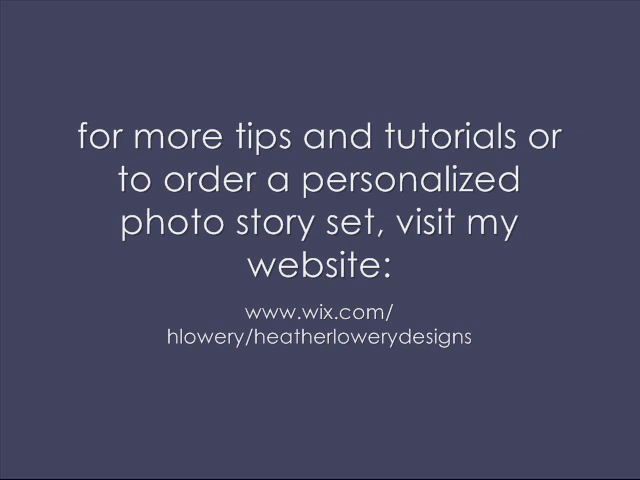 for more tips and tutorials or
to order a personalized
photo story set, visit my
website:
www.wix.com/
hlowery/heatherlowerydesigns